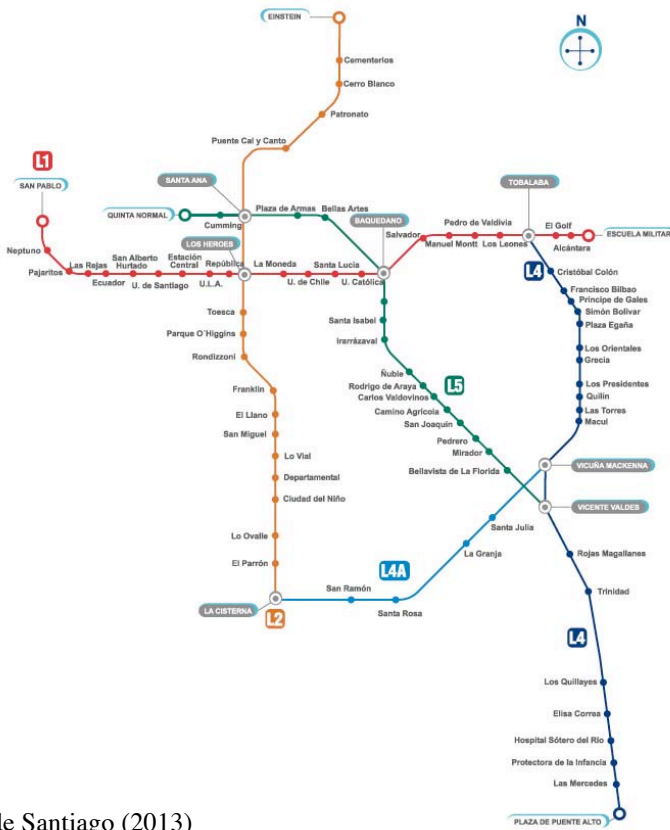 EINSTEIN
N
Cementerios
Cerro Blanco
Patronato
Puente Cal y Canto
L1
SAN PABLO
SANTA ANA
TOBALABA
QUINTA NORMAL
Plaza de Armas
Bellas Artes
BAQUEDANO
Cumming
Salvador
Pedro de Valdivia
Manuel Montt
Los Leones
El Golf
Alcántara
ESCUELA MILITAR
Neptuno
Pajaritos
Las Rejas
Ecuador
San Alberto
Hurtado
U. de Santiago
Estación
Central
U.L.A.
República
LOS HEROES
La Moneda
U. de Chile
Santa Lucia
U. Católica
L4
Cristóbal Colón
Francisco Bilbao
Principe de Gales
Simón Bolivar
Plaza Egaña
Los Orientales
Grecia
Los Presidentes
Quilín
Las Torres
Macul
Toesca
Parque O´Higgins
Rondizzoni
Franklin
El Llano
San Miguel
Lo Vial
Departamental
Ciudad del Niño
Lo Ovalle
El Parrón
LA CISTERNA
L2
Santa Isabel
Irarrázaval
Ñuble
Rodrigo de Araya
Carlos Valdovinos
L5
Camino Agricola
San Joaquín
Pedrero
Mirador
Bellavista de La Florida
VICUÑA MACKENNA
VICENTE VALDES
Santa Julia
La Granja
L4A
San Ramón
Santa Rosa
Rojas Magallanes
Trinidad
L4
Los Quillayes
Elisa Correa
Hospital Sótero del Río
Protectora de la Infancia
Las Mercedes
PLAZA DE PUENTE ALTO
de Santiago (2013)